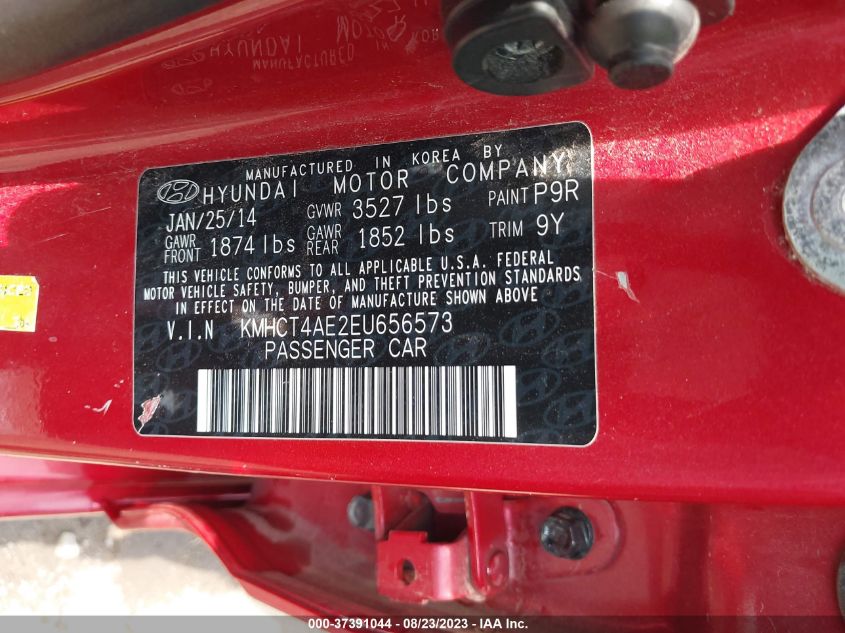 MANUFACTURED IN KOREA BY
HYUNDAI MOTOR COMPANY
JAN/25/14 GVWR 3527 lbs PAINT P9R
GAWR FRONT 1874 lbs GAWR REAR 1852 lbs TRIM 9Y
THIS VEHICLE CONFORMS TO ALL APPLICABLE U.S.A. FEDERAL
MOTOR VEHICLE SAFETY, BUMPER, AND THEFT PREVENTION STANDARDS
IN EFFECT ON THE DATE OF MANUFACTURE SHOWN ABOVE
V.I.N KMHCT4AE2EU656573
PASSENGER CAR
000-37391044 - 08/23/2023 - IAA Inc.